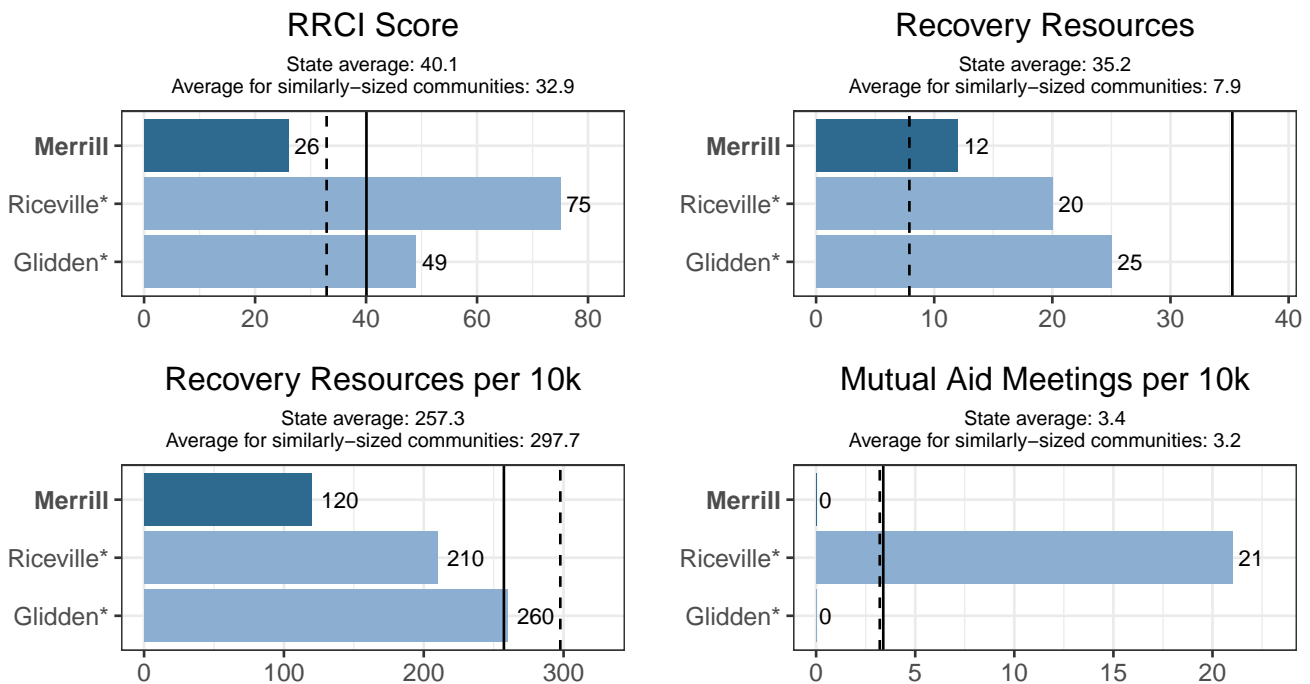 RRCI Score
State average: 40.1
Average for similarly−sized communities: 32.9
Merrill
26
Riceville*
75
Glidden*
49
0
20
40
60
80
Recovery Resources
State average: 35.2
Average for similarly−sized communities: 7.9
Merrill
12
Riceville*
20
Glidden*
25
0
10
20
30
40
Recovery Resources per 10k
State average: 257.3
Average for similarly−sized communities: 297.7
Merrill
120
Riceville*
210
Glidden*
260
0
100
200
300
Mutual Aid Meetings per 10k
State average: 3.4
Average for similarly−sized communities: 3.2
Merrill
0
Riceville*
21
Glidden*
0
0
5
10
15
20